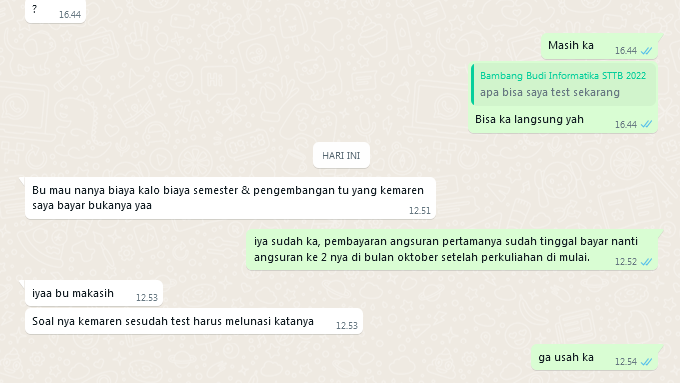 ?
16.44
Masih ka
16.44
Bambang Budi Informatika STTB 2022
apa bisa saya test sekarang
Bisa ka langsung yah
16.44
HARI INI
Bu mau nanya biaya kalo biaya semester & pengembangan tu yang kemaren
saya bayar bukanya yaa
12.51
iya sudah ka, pembayaran angsuran pertamanya sudah tinggal bayar nanti
angsuran ke 2 nya di bulan oktober setelah perkuliahan di mulai.
12.52
iyaa bu makasih
12.53
Soal nya kemaren sesudah test harus melunasi katanya
12.53
ga usah ka
12.54